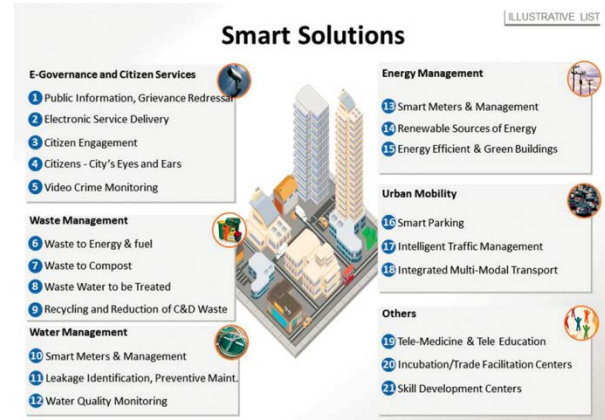 ILLUSTRATIVE LIST
Smart Solutions
E-Governance and Citizen Services
1 Public Information, Grievance Redressal
2 Electronic Service Delivery
3 Citizen Engagement
4 Citizens - City's Eyes and Ears
5 Video Crime Monitoring
Waste Management
6 Waste to Energy & fuel
7 Waste to Compost
8 Waste Water to be Treated
9 Recycling and Reduction of C&D Waste
Water Management
10 Smart Meters & Management
11 Leakage Identification, Preventive Maint.
12 Water Quality Monitoring
Energy Management
13 Smart Meters & Management
14 Renewable Sources of Energy
15 Energy Efficient & Green Buildings
Urban Mobility
16 Smart Parking
17 Intelligent Traffic Management
18 Integrated Multi-Modal Transport
Others
19 Tele-Medicine & Tele Education
20 Incubation/Trade Facilitation Centers
21 Skill Development Centers